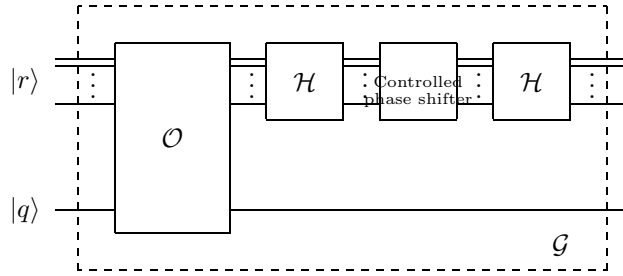 |r⟩
𝒪
ℋ
Controlled
phase shifter
ℋ
|q⟩
𝒢